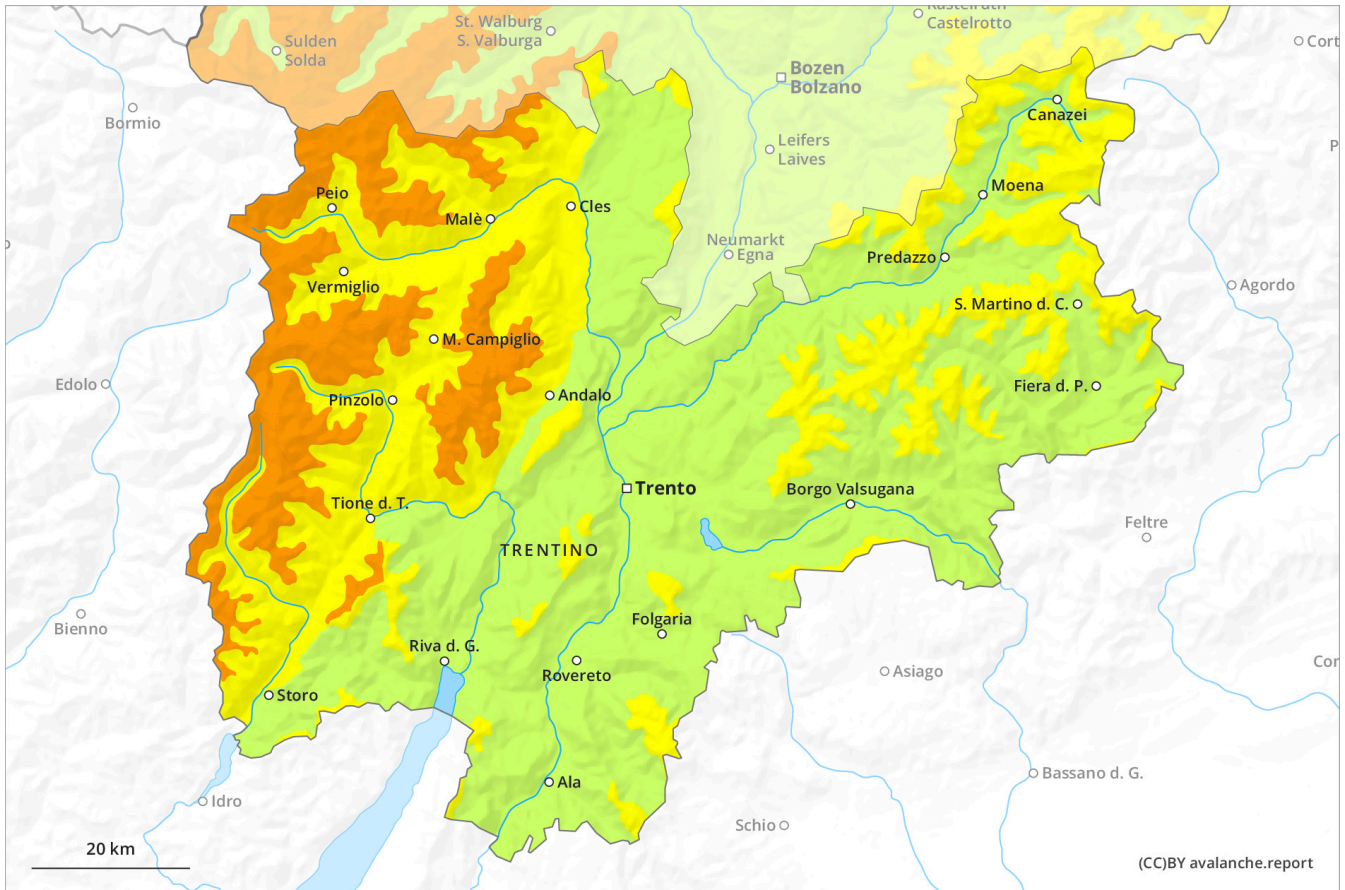 Kastelruth
Castelrotto
St. Walburg
S. Valburga
Sulden
Solda
Cort
Bozen
Bolzano
Bormio
Canazei
Leifers
Laives
P
Moena
Peio
Malè
Cles
Neumarkt
Egna
Predazzo
Vermiglio
Agordo
S. Martino d. C.
M. Campiglio
Edolo
Andalo
Fiera d. P.
Pinzolo
Trento
Borgo Valsugana
Tione d. T.
Feltre
TRENTINO
Bienno
Folgaria
Riva d. G.
Rovereto
Asiago
Cor
Storo
Ala
Bassano d. G.
Idro
Schio
20 km
(CC)BY avalanche.report